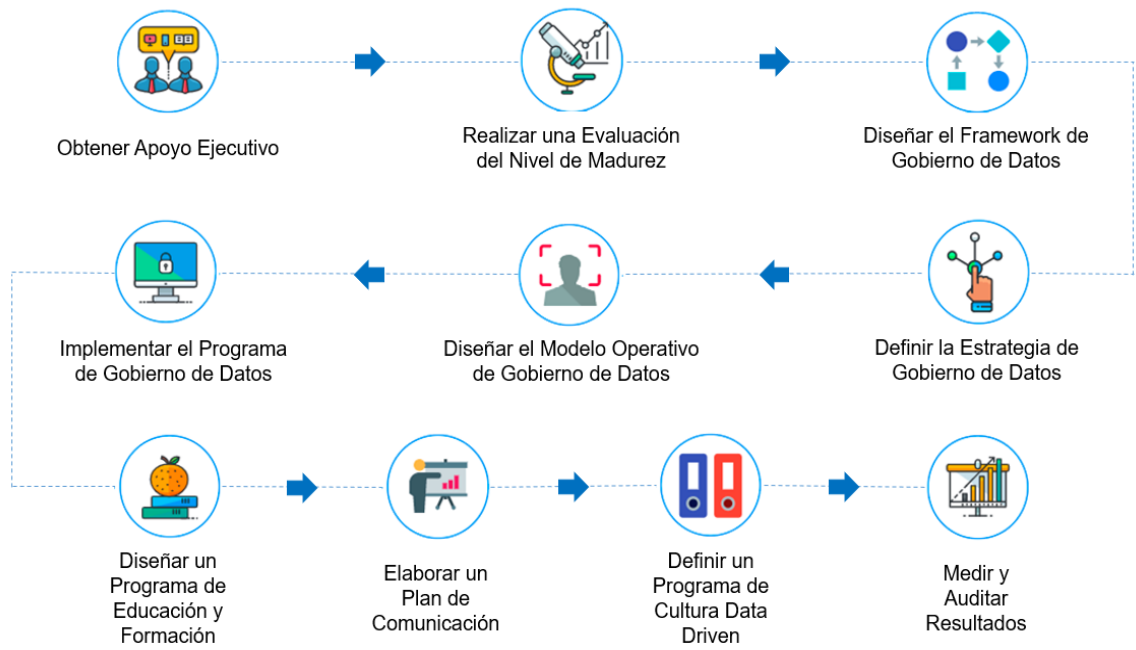 Obtener Apoyo Ejecutivo
Realizar una Evaluación
del Nivel de Madurez
Diseñar el Framework de
Gobierno de Datos
Definir la Estrategia de
Gobierno de Datos
Diseñar el Modelo Operativo
de Gobierno de Datos
Implementar el Programa
de Gobierno de Datos
Diseñar un
Programa de
Educación y
Formación
Elaborar un
Plan de
Comunicación
Definir un
Programa de
Cultura Data
Driven
Medir y
Auditar
Resultados